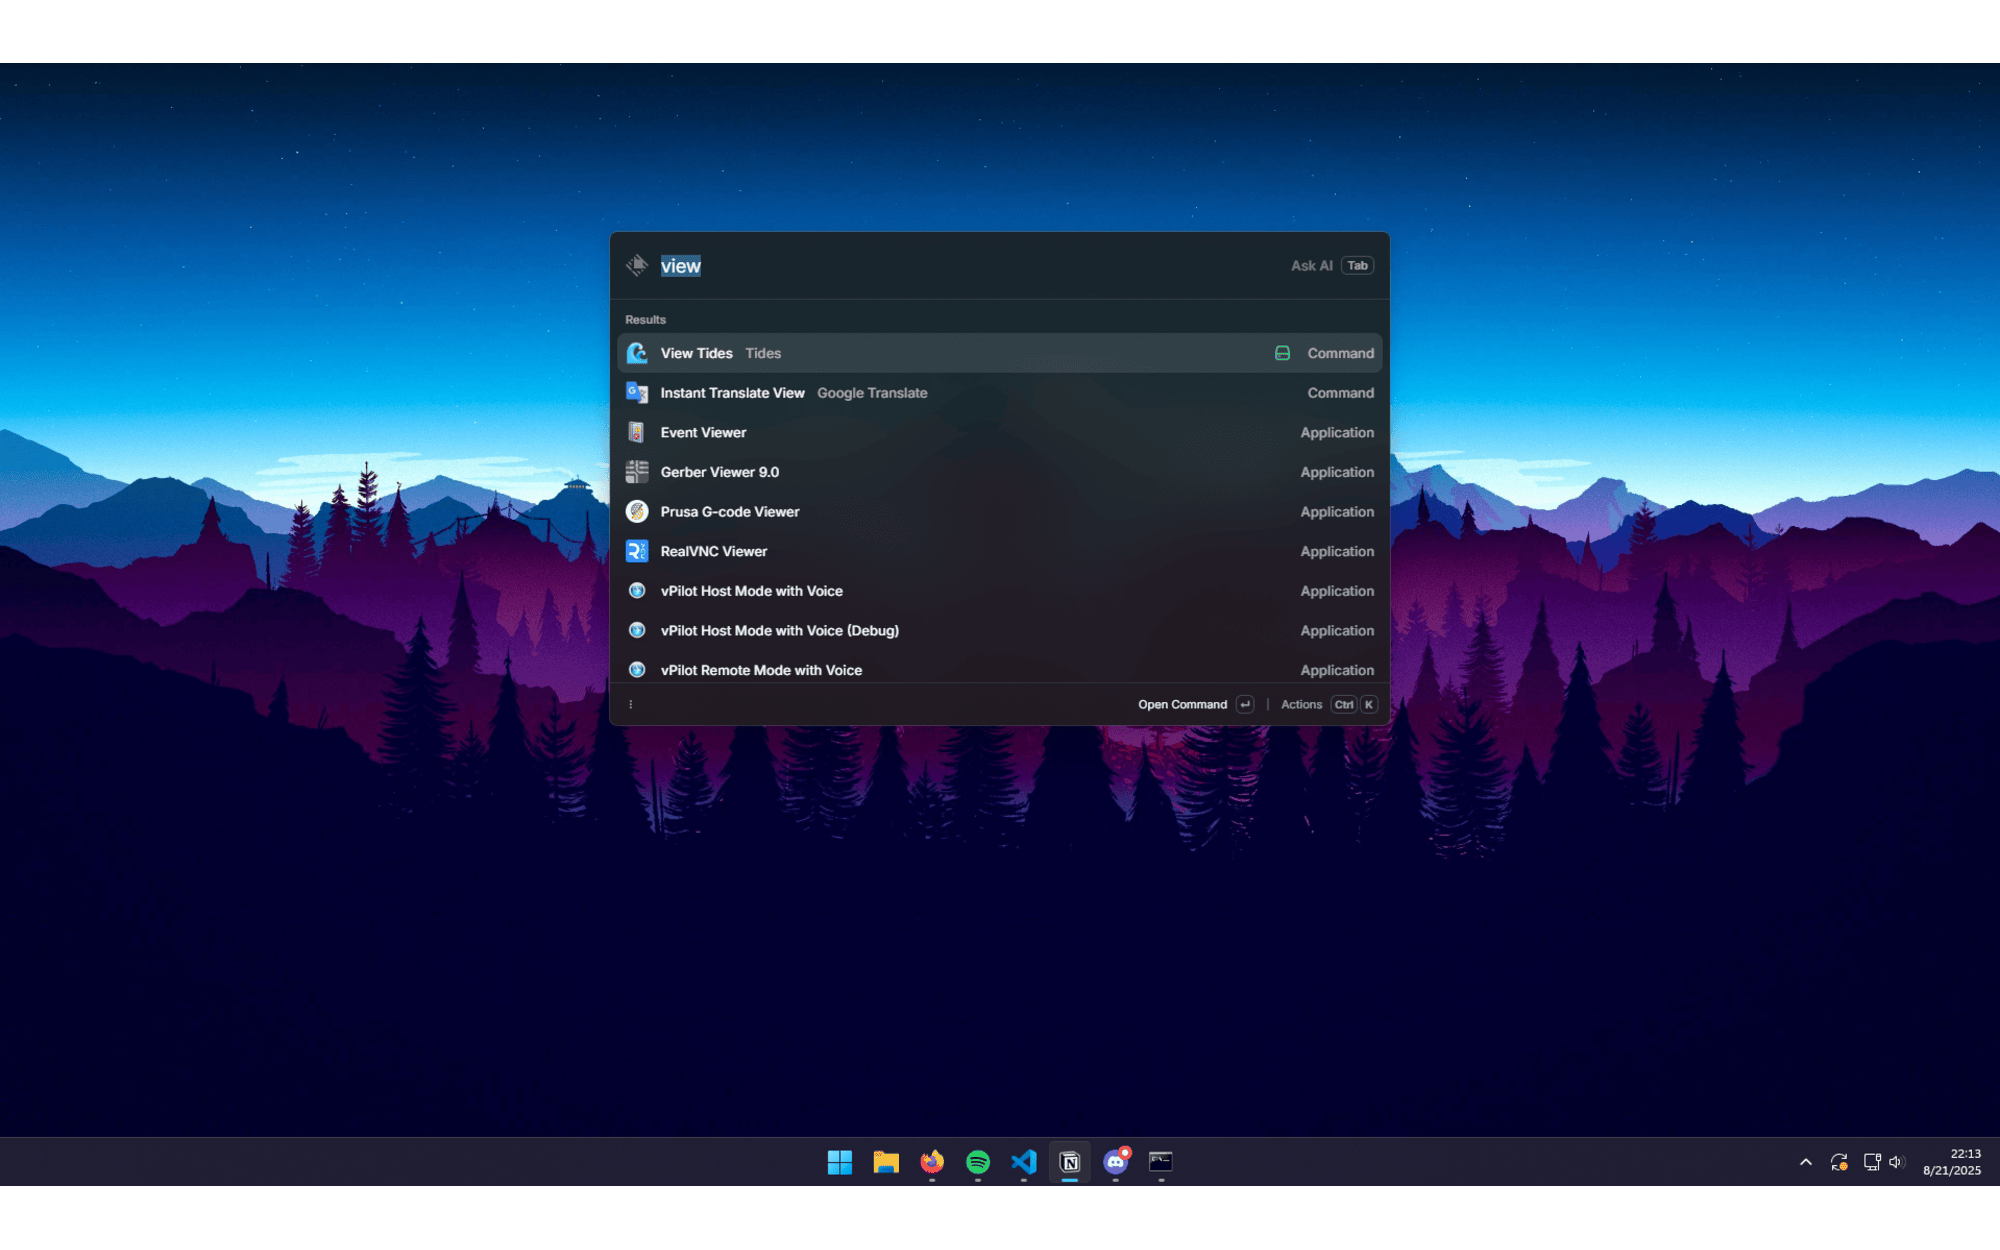 view
Ask AI Tab
Results
View Tides Tides Command
Instant Translate View Google Translate Command
Event Viewer Application
Gerber Viewer 9.0 Application
Prusa G-code Viewer Application
RealVNC Viewer Application
vPilot Host Mode with Voice Application
vPilot Host Mode with Voice (Debug) Application
vPilot Remote Mode with Voice Application
Open Command | Actions Ctrl K
22:13
8/21/2025